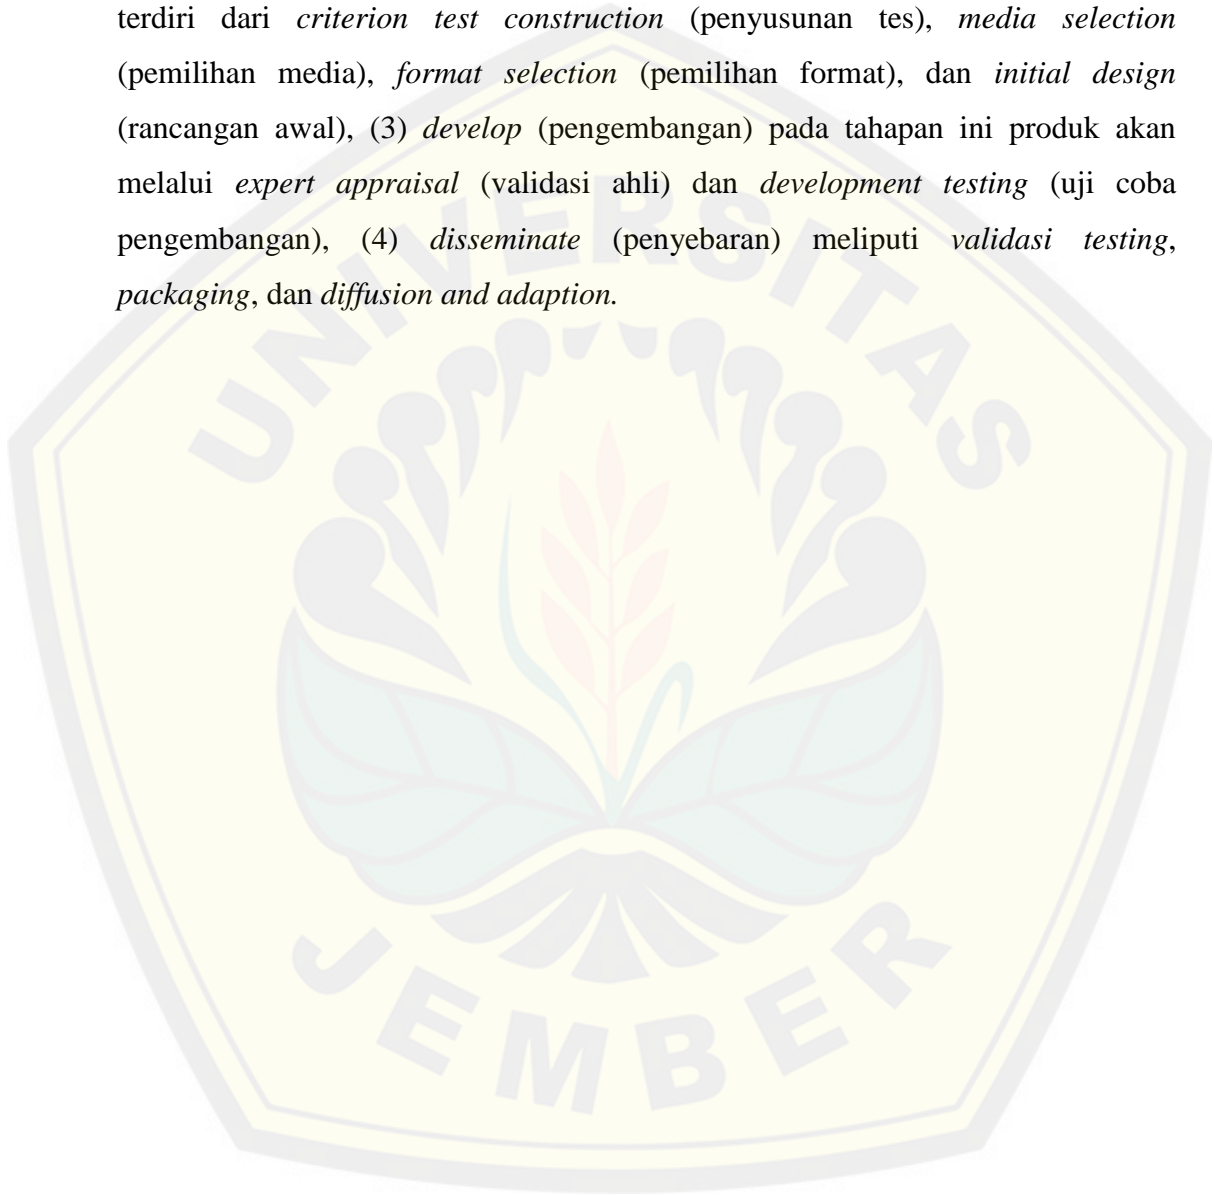 terdiri dari criterion test construction (penyusunan tes), media selection
(pemilihan media), format selection (pemilihan format), dan initial design
(rancangan awal), (3) develop (pengembangan) pada tahapan ini produk akan
melalui expert appraisal (validasi ahli) dan development testing (uji coba
pengembangan), (4) disseminate (penyebaran) meliputi validasi testing,
packaging, dan diffusion and adaption.
UNIVERSITAS
JEMBER